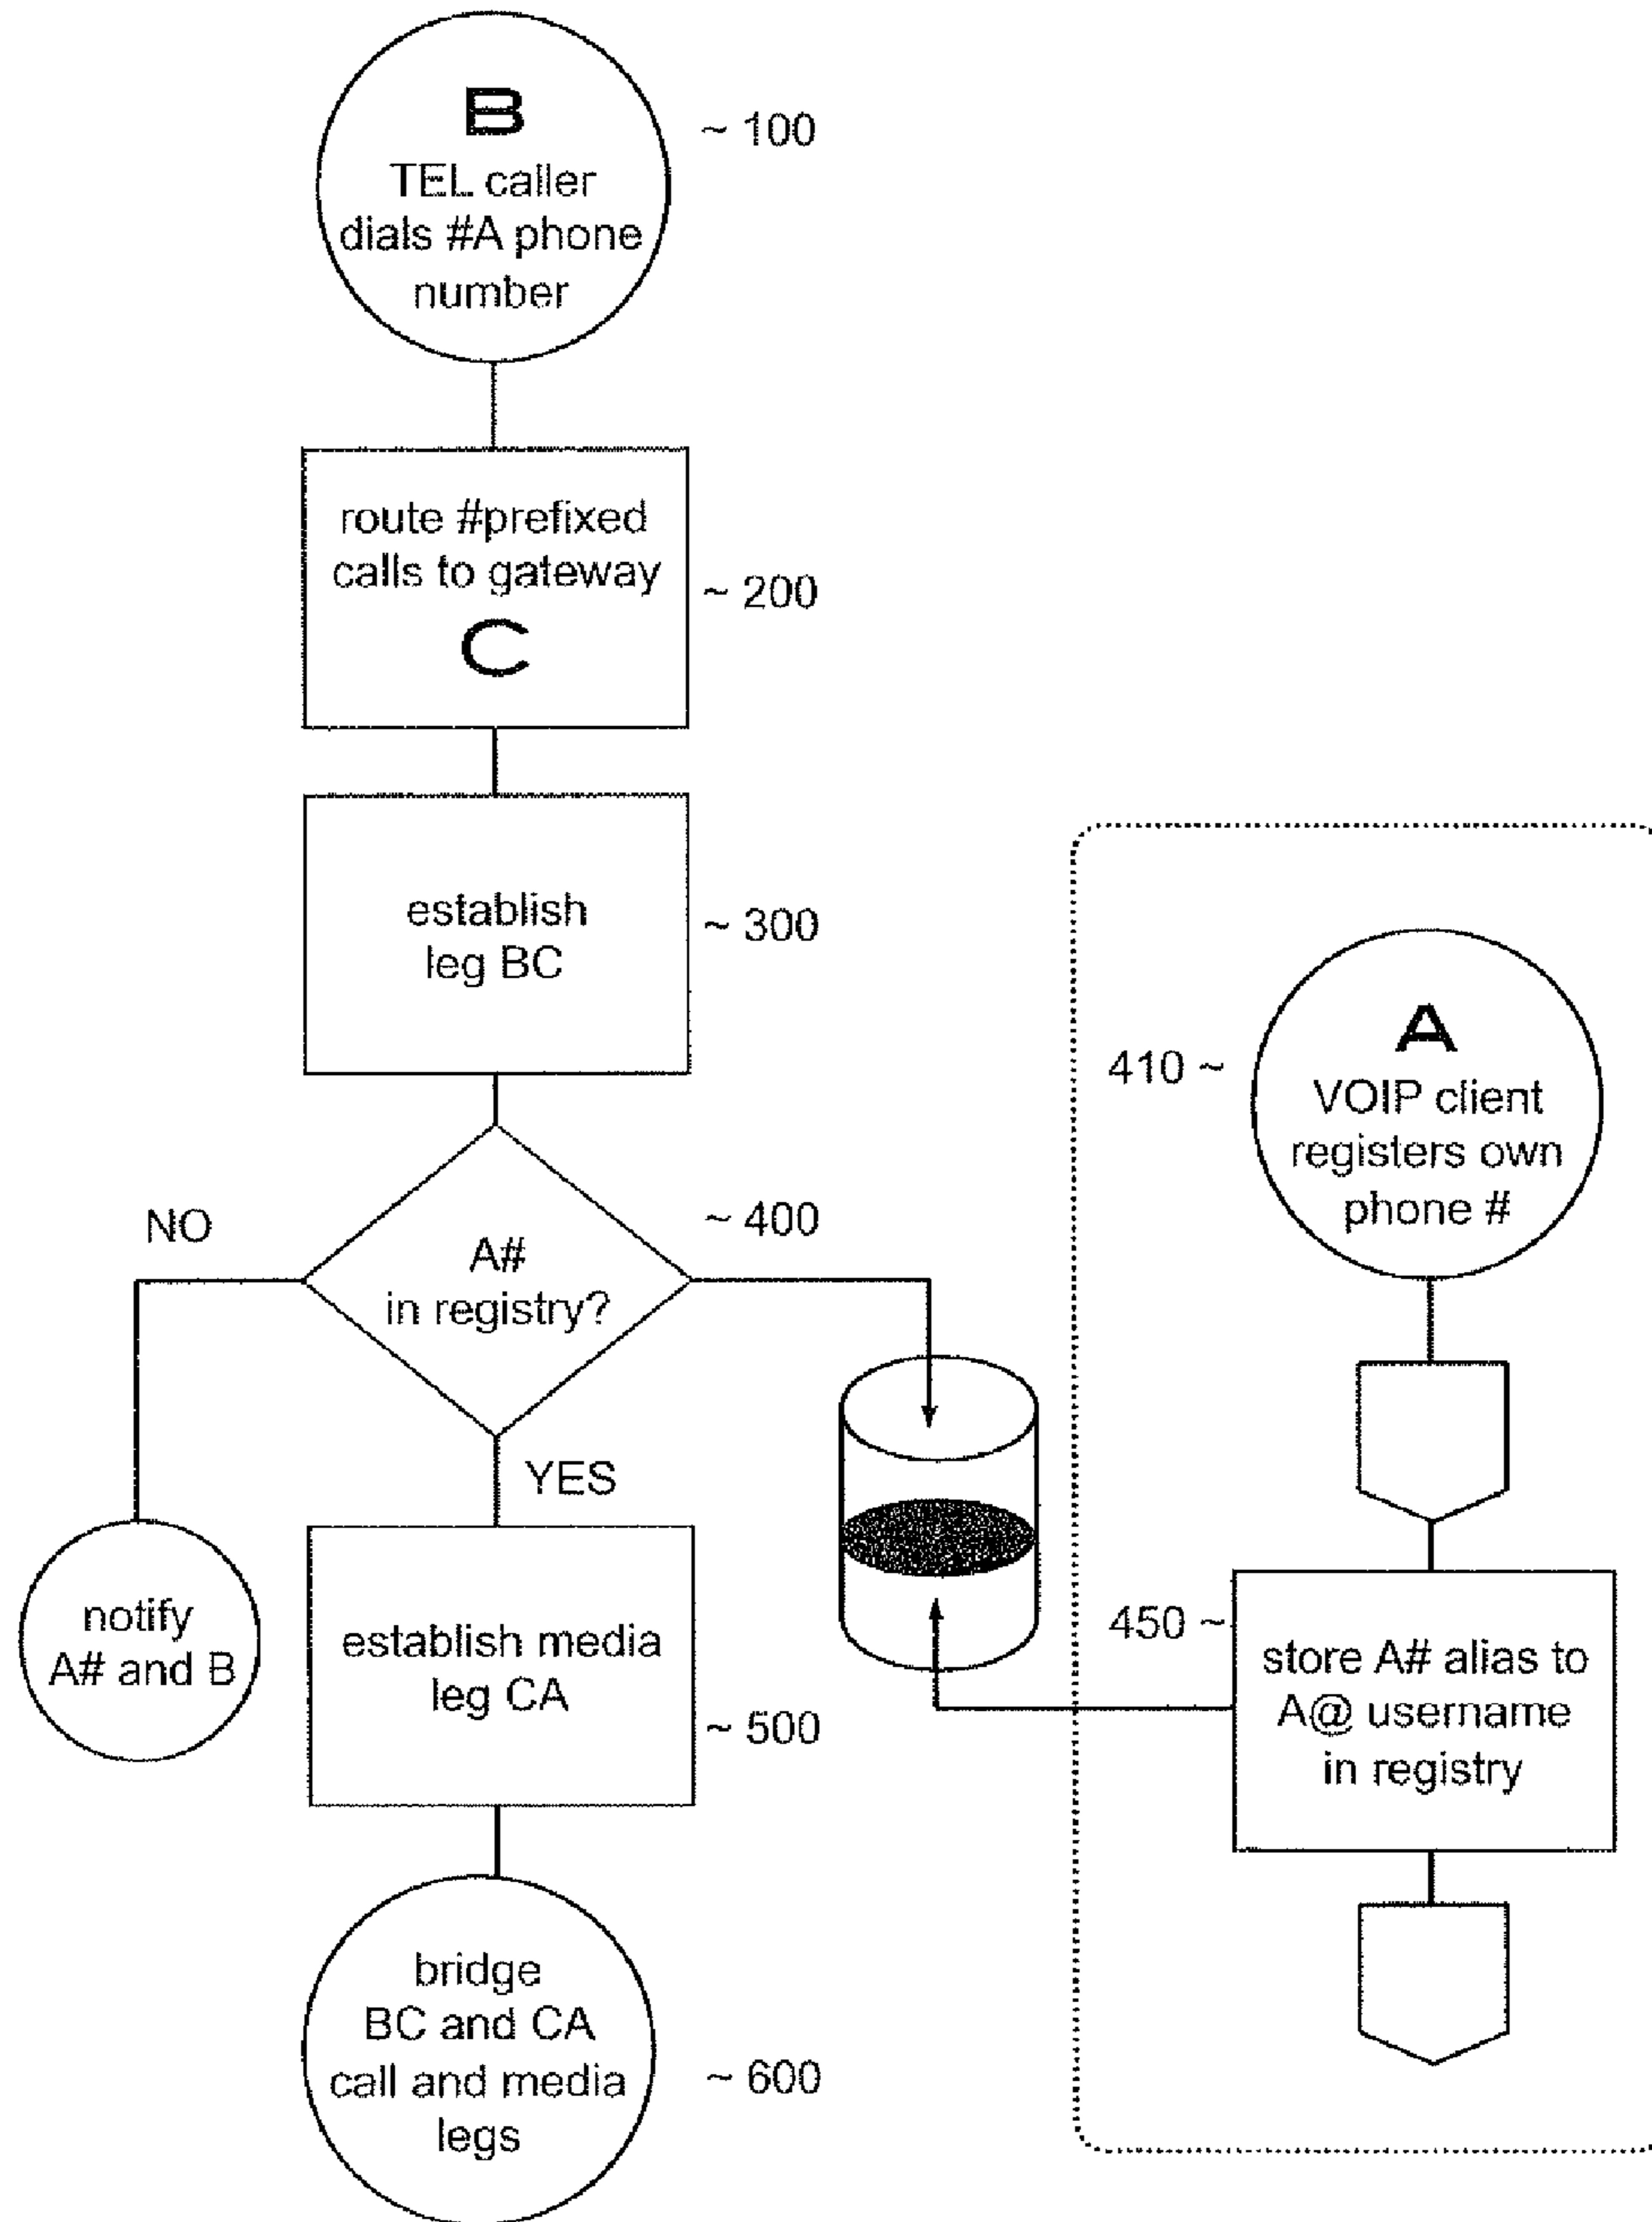 B
TEL caller
dials #A phone
number
~ 100
route #prefixed
calls to gateway
C
~ 200
establish
leg BC
~ 300
A#
in registry?
~ 400
NO
YES
notify
A# and B
establish media
leg CA
~ 500
bridge
BC and CA
call and media
legs
~ 600
410 ~
A
VOIP client
registers own
phone #
450 ~
store A# alias to
A@ username
in registry